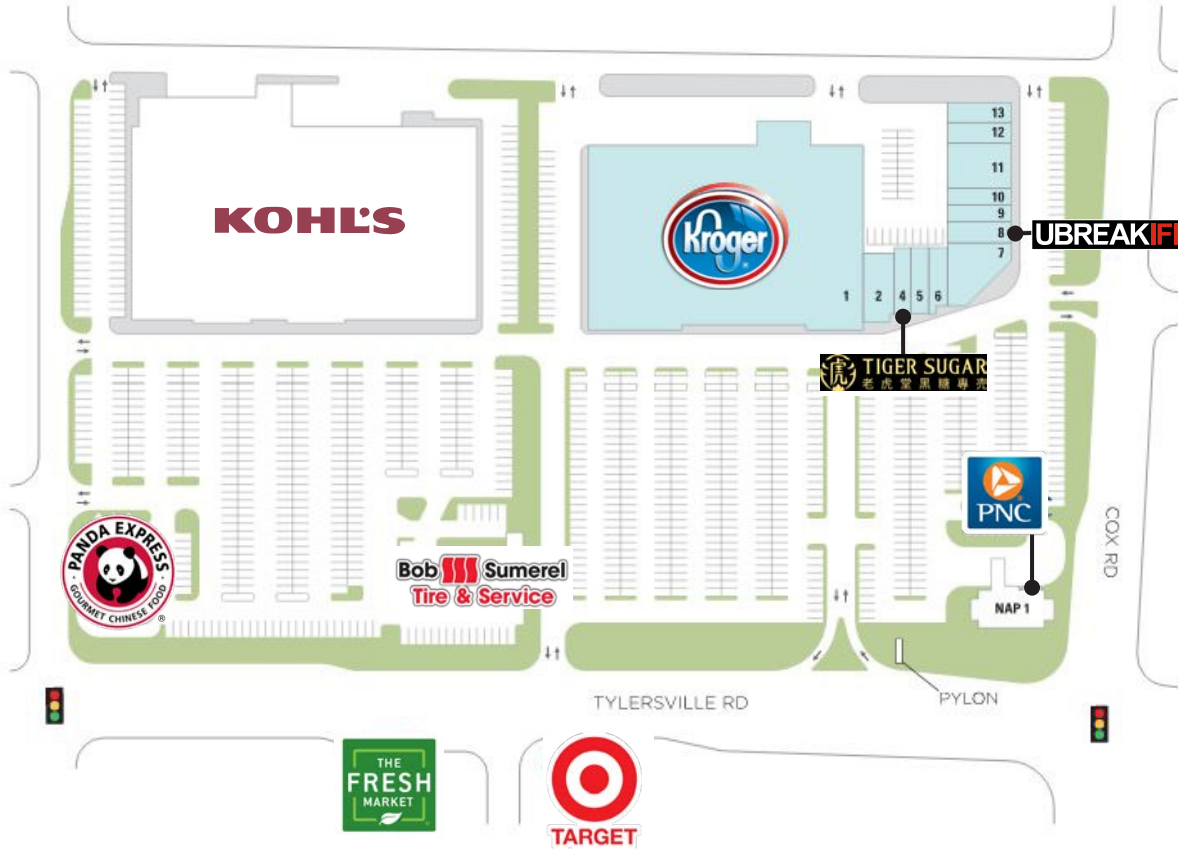 13
12
11
10
9
8
7
UBREAKIFI
KOHL'S
Kroger
1
2
4
5
6
TIGER SUGAR
老虎堂黑糖專売
PNC
COX RD
PANDA EXPRESS
GOURMET CHINESE FOOD
®
Bob Sumerel
Tire & Service
NAP 1
PYLON
TYLERSVILLE RD
THE
FRESH
MARKET
TARGET